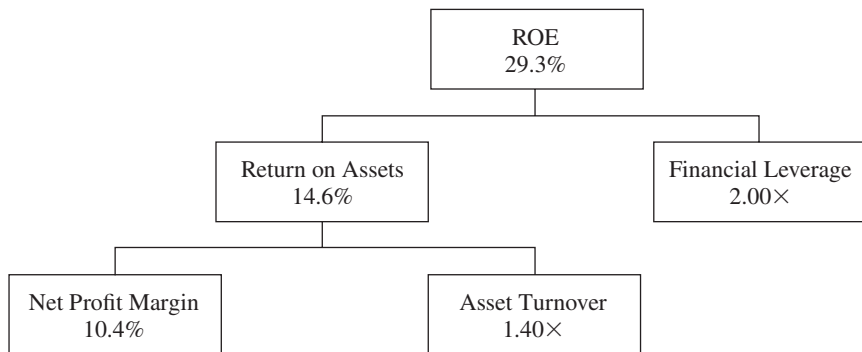 ROE
29.3%
Return on Assets
14.6%
Financial Leverage
2.00×
Net Profit Margin
10.4%
Asset Turnover
1.40×